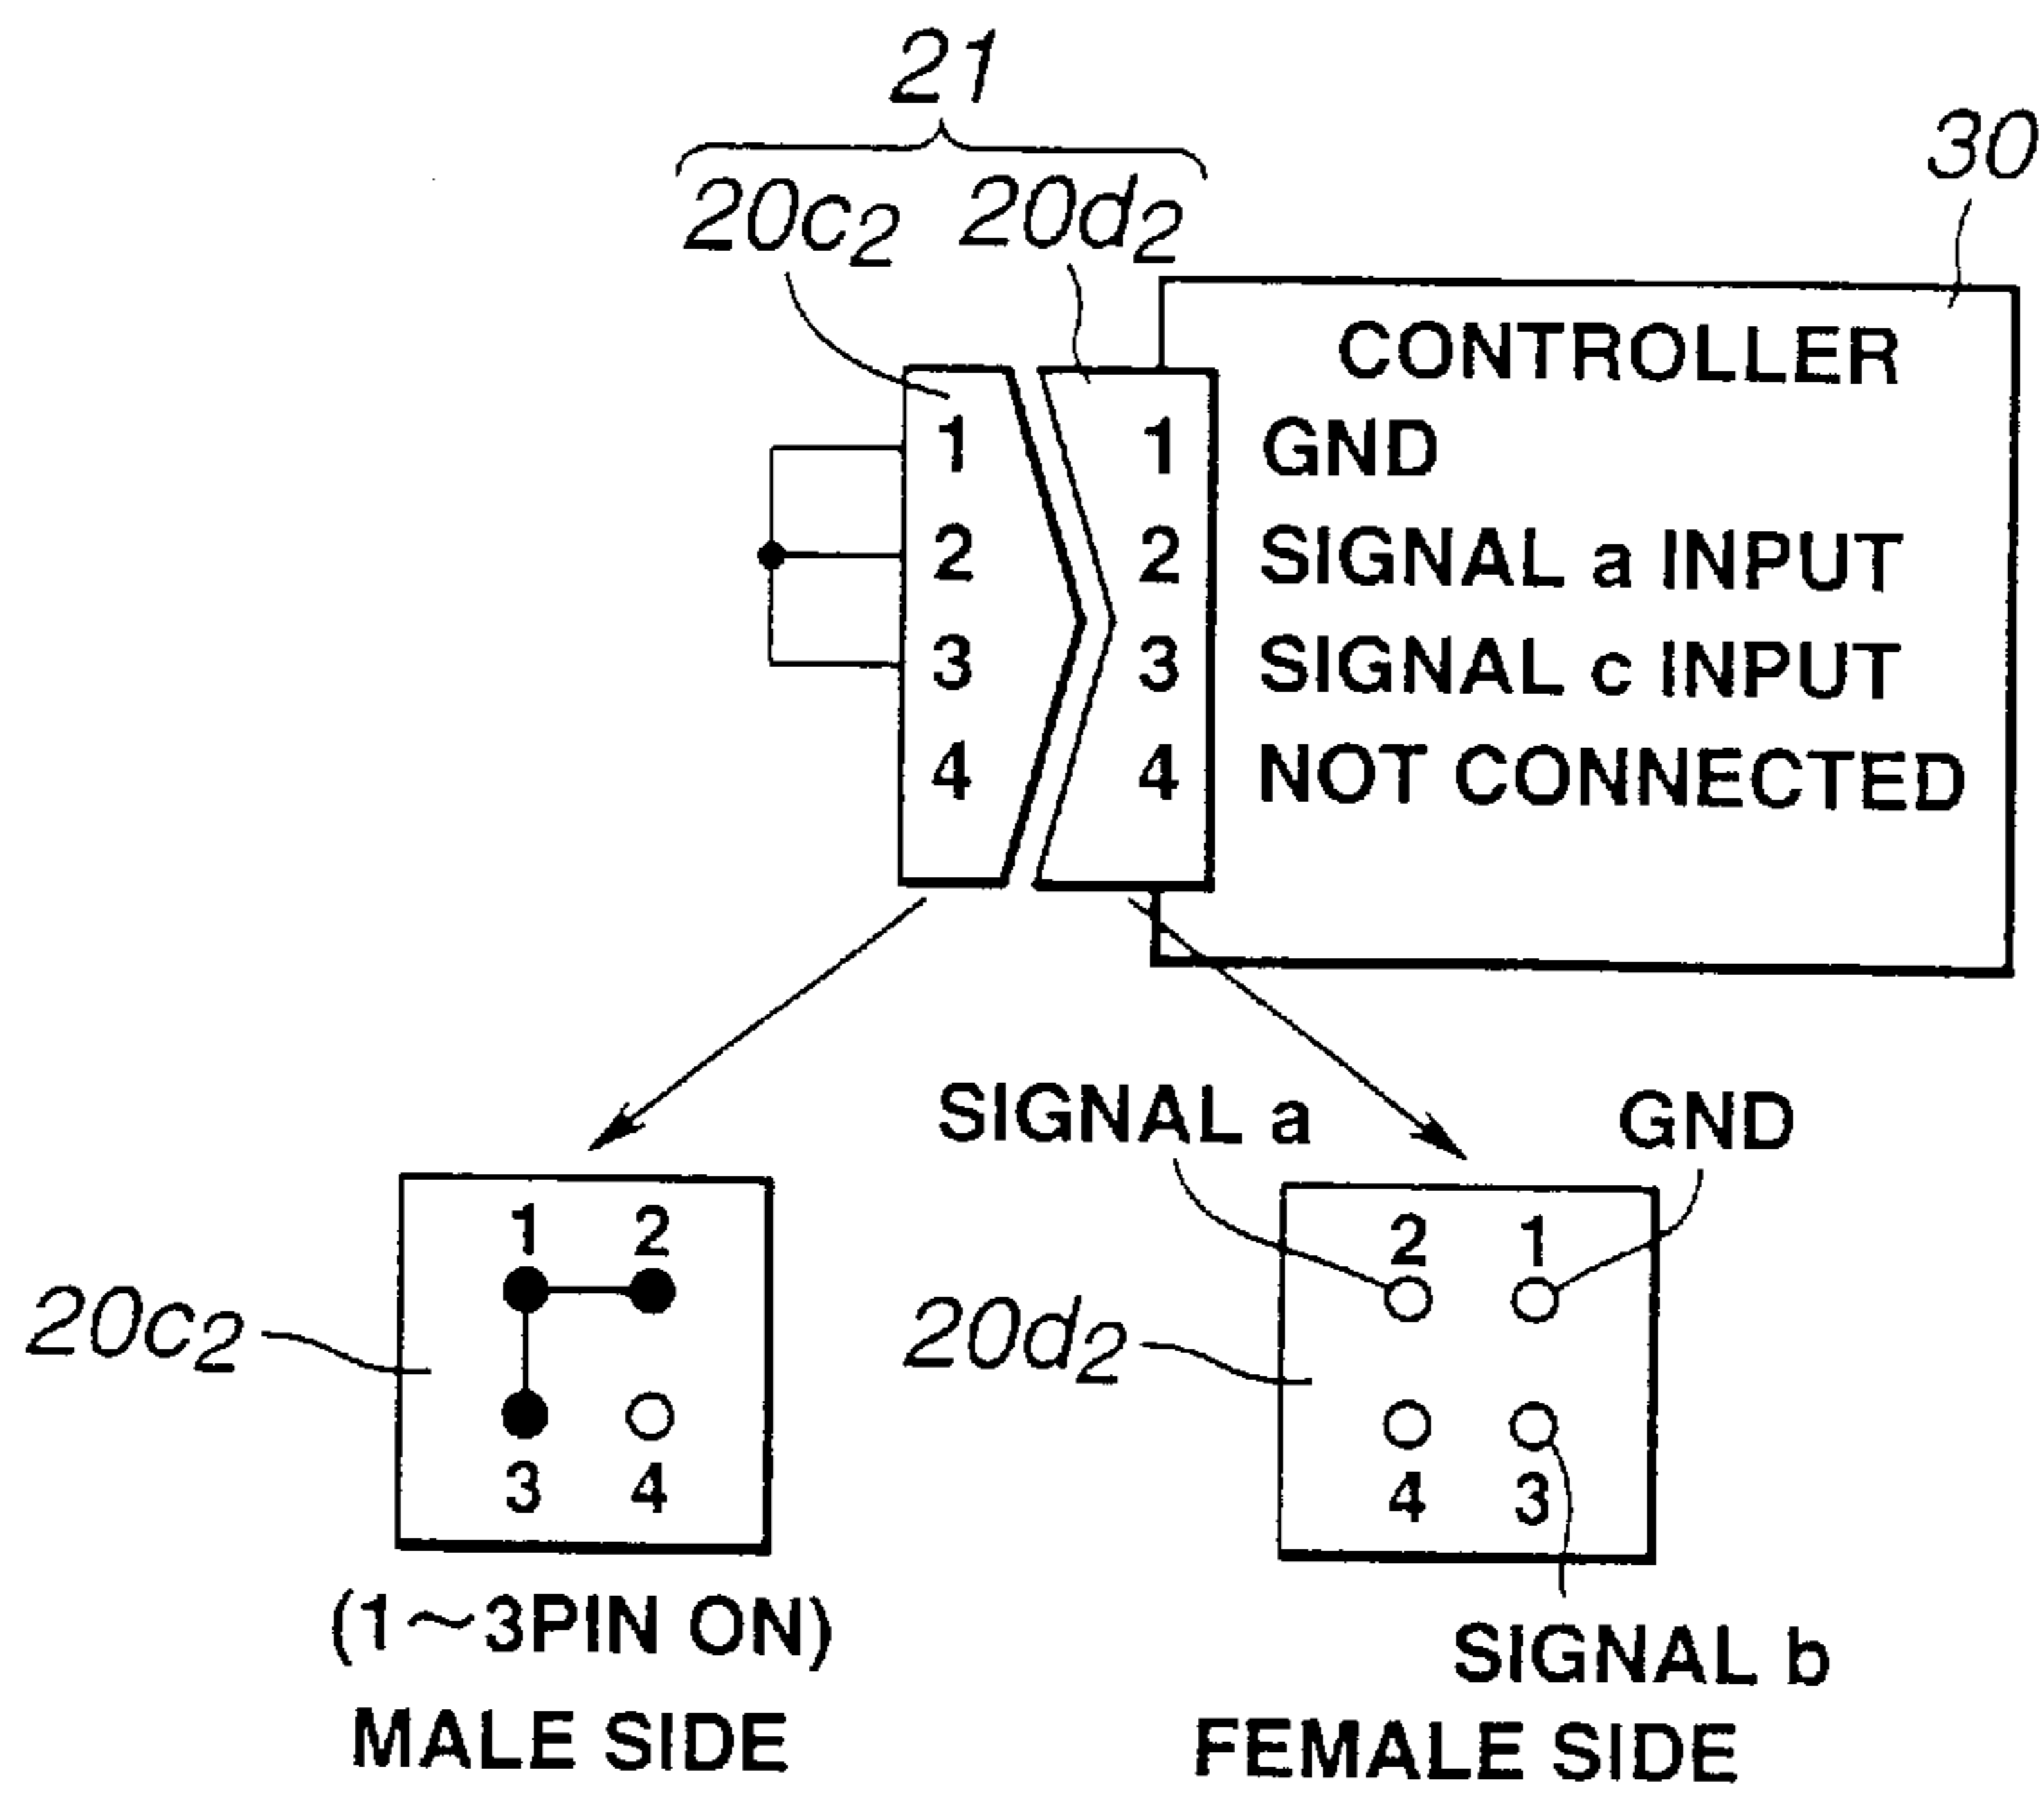 21
30
20c2 20d2
CONTROLLER
1 1 GND
2 2 SIGNAL a INPUT
3 3 SIGNAL c INPUT
4 4 NOT CONNECTED
SIGNAL a GND
1 2
2 1
20c2
20d2
3 4
4 3
(1~3PIN ON)
MALE SIDE
SIGNAL b
FEMALE SIDE